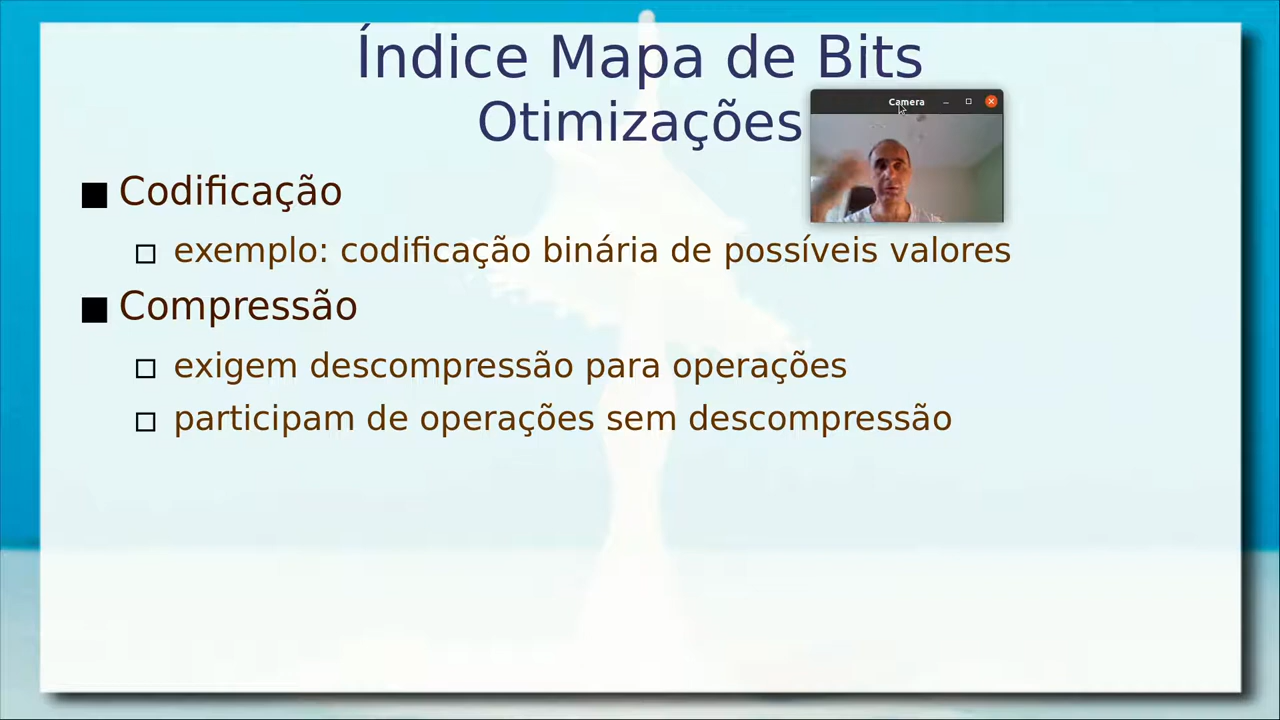 Índice Mapa de Bits
Otimizações
Camera
Codificação
exemplo: codificação binária de possíveis valores
Compressão
exigem descompressão para operações
participam de operações sem descompressão